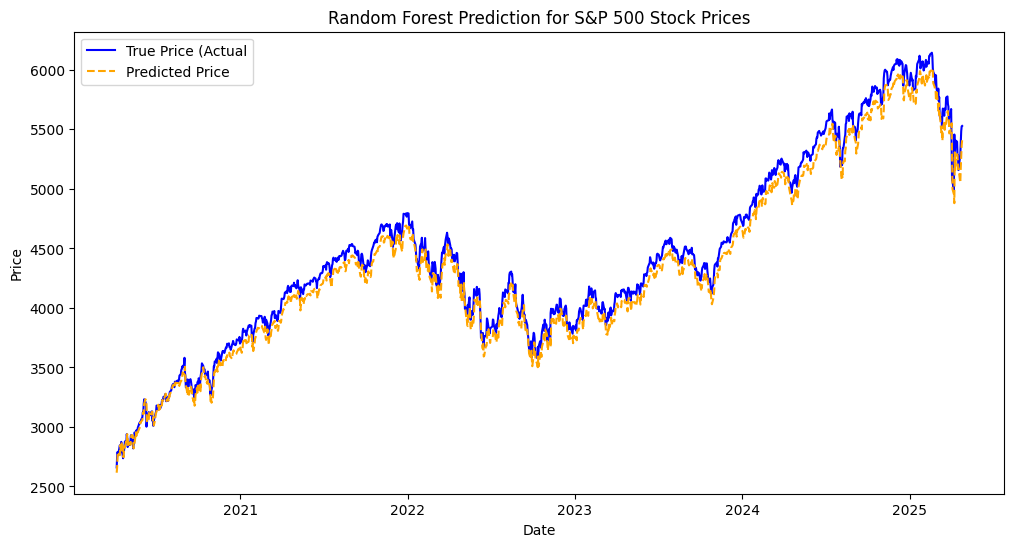 Random Forest Prediction for S&P 500 Stock Prices
True Price (Actual
Predicted Price
6000
5500
5000
4500
4000
3500
3000
2500
Price
2021
2022
2023
2024
2025
Date